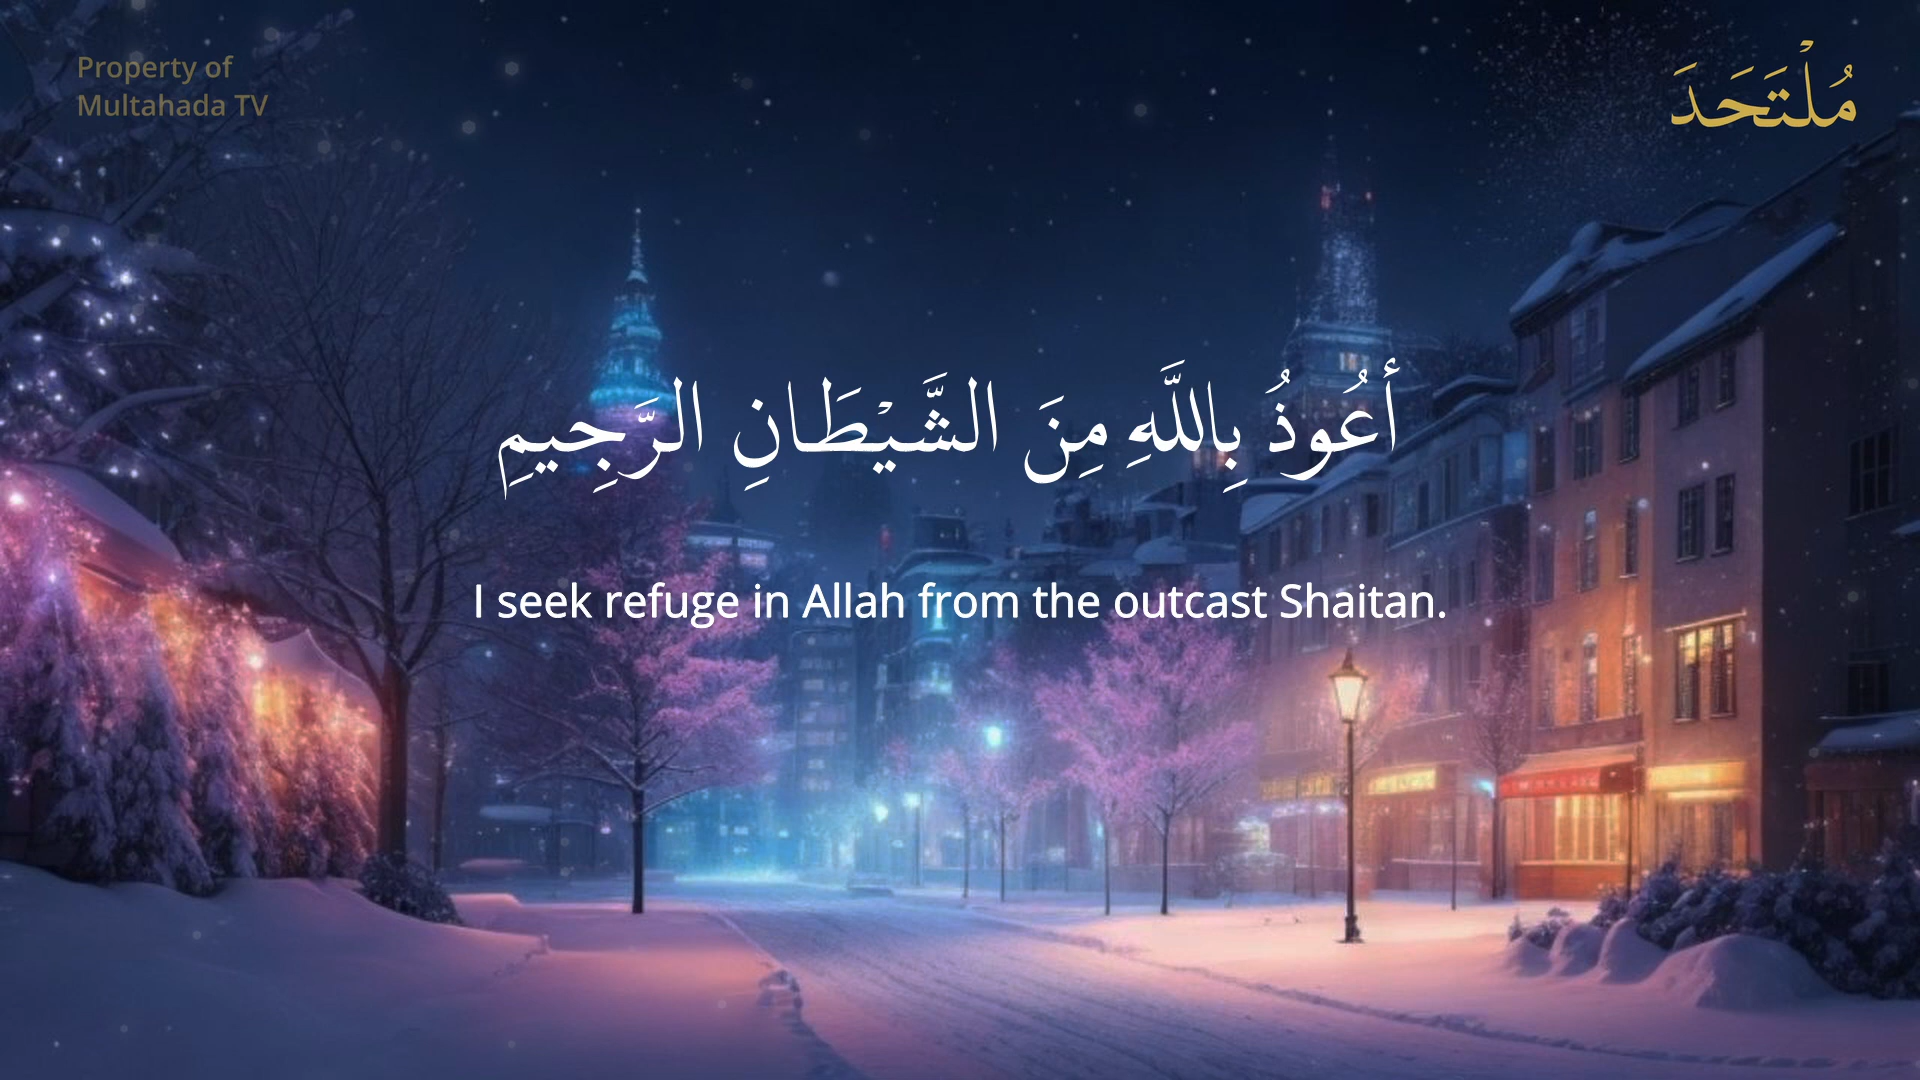 Property of
Multahada TV
مُلْتَحَدَ
أَعُوذُ بِاللَّهِ مِنَ الشَّيْطَانِ الرَّجِيمِ
I seek refuge in Allah from the outcast Shaitan.